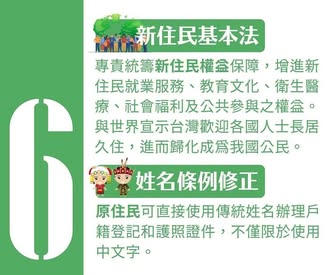 6
新住民基本法
專責統籌新住民權益保障，增進新
住民就業服務、教育文化、衛生醫
療、社會福利及公共參與之權益。
與世界宣示台灣歡迎各國人士長居
久住，進而歸化成為我國公民。
姓名條例修正
原住民可直接使用傳統姓名辦理戶
籍登記和護照證件，不僅限於使用
中文字。